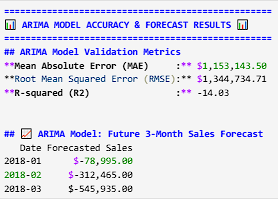 ============================================================
📊 ARIMA MODEL ACCURACY & FORECAST RESULTS 📊
============================================================
## ARIMA Model Validation Metrics
**Mean Absolute Error (MAE) :** $1,153,143.50
**Root Mean Squared Error (RMSE):** $1,344,734.71
**R-squared (R2) :** -14.03
## 📈 ARIMA Model: Future 3-Month Sales Forecast
Date Forecasted Sales
2018-01 $-78,995.00
2018-02 $-312,465.00
2018-03 $-545,935.00